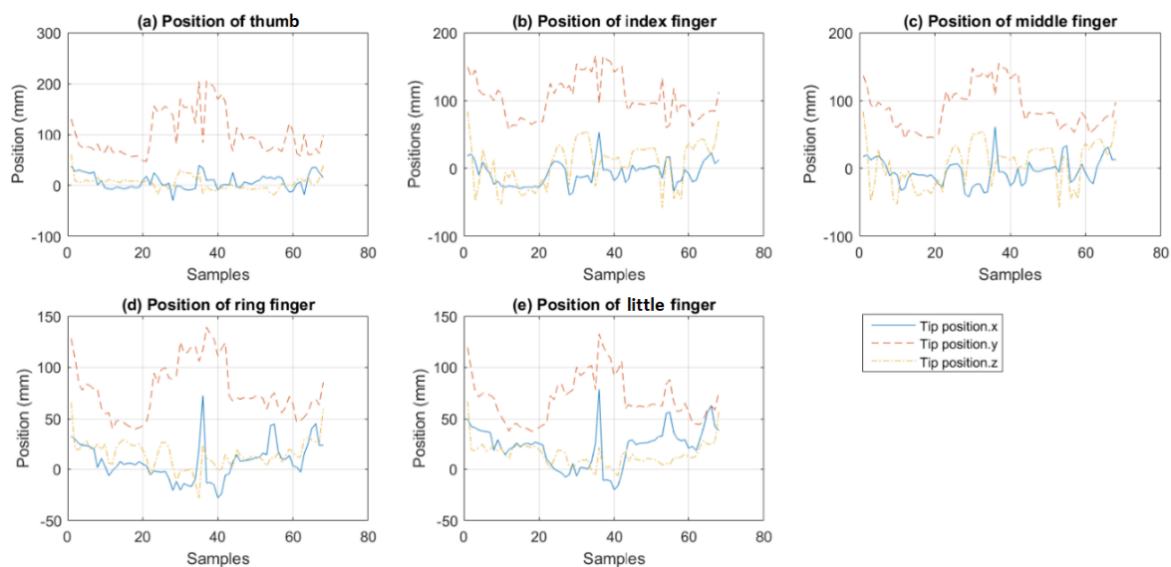 (a) Position of thumb
300
200
100
0
-100
Position (mm)
0
20
40
60
80
Samples
(b) Position of index finger
200
100
0
-100
Positions (mm)
0
20
40
60
80
Samples
(c) Position of middle finger
200
100
0
-100
Position (mm)
0
20
40
60
80
100
Samples
(d) Position of ring finger
150
100
50
0
-50
Position (mm)
0
20
40
60
80
Samples
(e) Position of little finger
150
100
50
0
-50
Position (mm)
0
20
40
60
80
Samples
Tip position.x
Tip position.y
Tip position.z